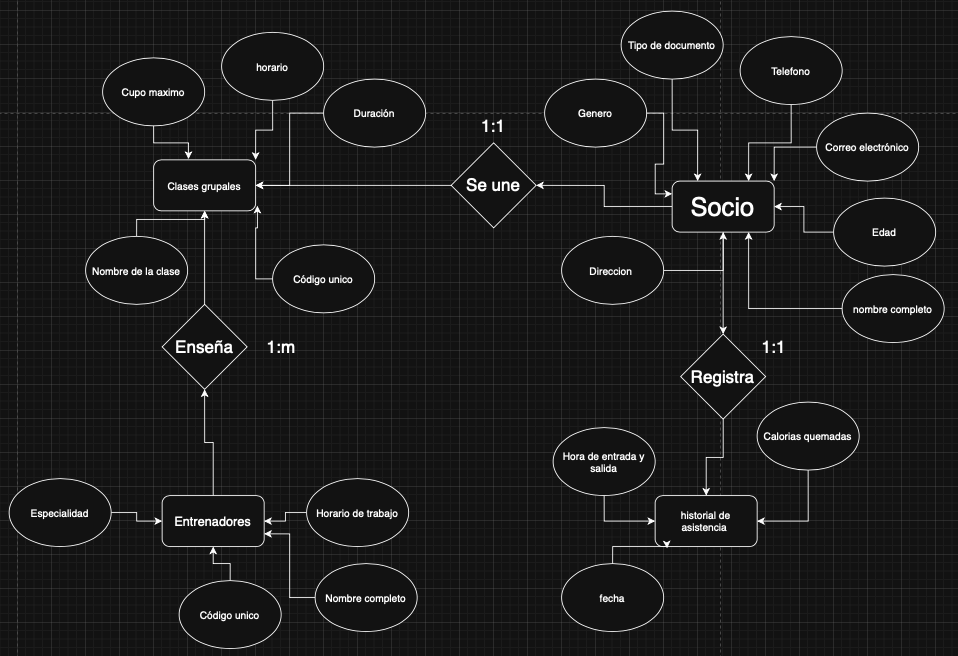 Tipo de documento
horario
Telefono
Cupo maximo
Duración
Genero
1:1
Correo electrónico
Clases grupales
Se une
Socio
Edad
Nombre de la clase
Código unico
Direccion
nombre completo
Enseña
1:m
1:1
Registra
Calorias quemadas
Hora de entrada y
salida
Especialidad
Entrenadores
Horario de trabajo
historial de
asistencia
Nombre completo
fecha
Código unico